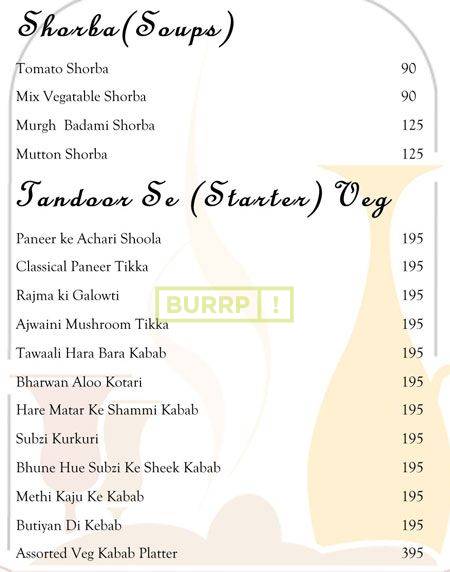 Shorba(Soups)
Tomato Shorba 90
Mix Vegatable Shorba 90
Murgh Badami Shorba 125
Mutton Shorba 125
Tandoor Se (Starter) Veg
Paneer ke Achari Shoola 195
Classical Paneer Tikka 195
Rajma ki Galowti 195
BURRP!
Ajwaini Mushroom Tikka 195
Tawaali Hara Bara Kabab 195
Bharwan Aloo Kotari 195
Hare Matar Ke Shammi Kabab 195
Subzi Kurkuri 195
Bhune Hue Subzi Ke Sheek Kabab 195
Methi Kaju Ke Kabab 195
Butiyan Di Kebab 195
Assorted Veg Kabab Platter 395